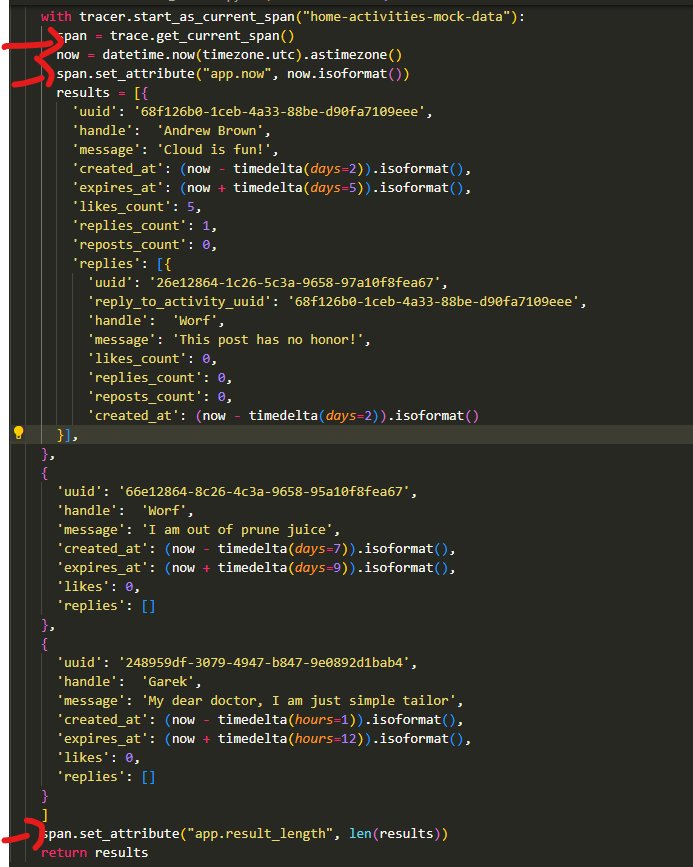 with tracer.start_as_current_span("home-activities-mock-data"):
span = trace.get_current_span()
now = datetime.now(timezone.utc).astimezone()
span.set_attribute("app.now", now.isoformat())
results = [{
'uuid': '68f126b0-1ceb-4a33-88be-d90fa7109eee',
'handle':  'Andrew Brown',
'message': 'Cloud is fun!',
'created_at': (now - timedelta(days=2)).isoformat(),
'expires_at': (now + timedelta(days=5)).isoformat(),
'likes_count': 5,
'replies_count': 1,
'reposts_count': 0,
'replies': [{
'uuid': '26e12864-1c26-5c3a-9658-97a10f8fea67',
'reply_to_activity_uuid': '68f126b0-1ceb-4a33-88be-d90fa7109eee',
'handle':  'Worf',
'message': 'This post has no honor!',
'likes_count': 0,
'replies_count': 0,
'reposts_count': 0,
'created_at': (now - timedelta(days=2)).isoformat()
}],
},
{
'uuid': '66e12864-8c26-4c3a-9658-95a10f8fea67',
'handle':  'Worf',
'message': 'I am out of prune juice',
'created_at': (now - timedelta(days=7)).isoformat(),
'expires_at': (now + timedelta(days=9)).isoformat(),
'likes': 0,
'replies': []
},
{
'uuid': '248959df-3079-4947-b847-9e0892d1bab4',
'handle':  'Garek',
'message': 'My dear doctor, I am just simple tailor',
'created_at': (now - timedelta(hours=1)).isoformat(),
'expires_at': (now + timedelta(hours=12)).isoformat(),
'likes': 0,
'replies': []
}
]
span.set_attribute("app.result_length", len(results))
return results